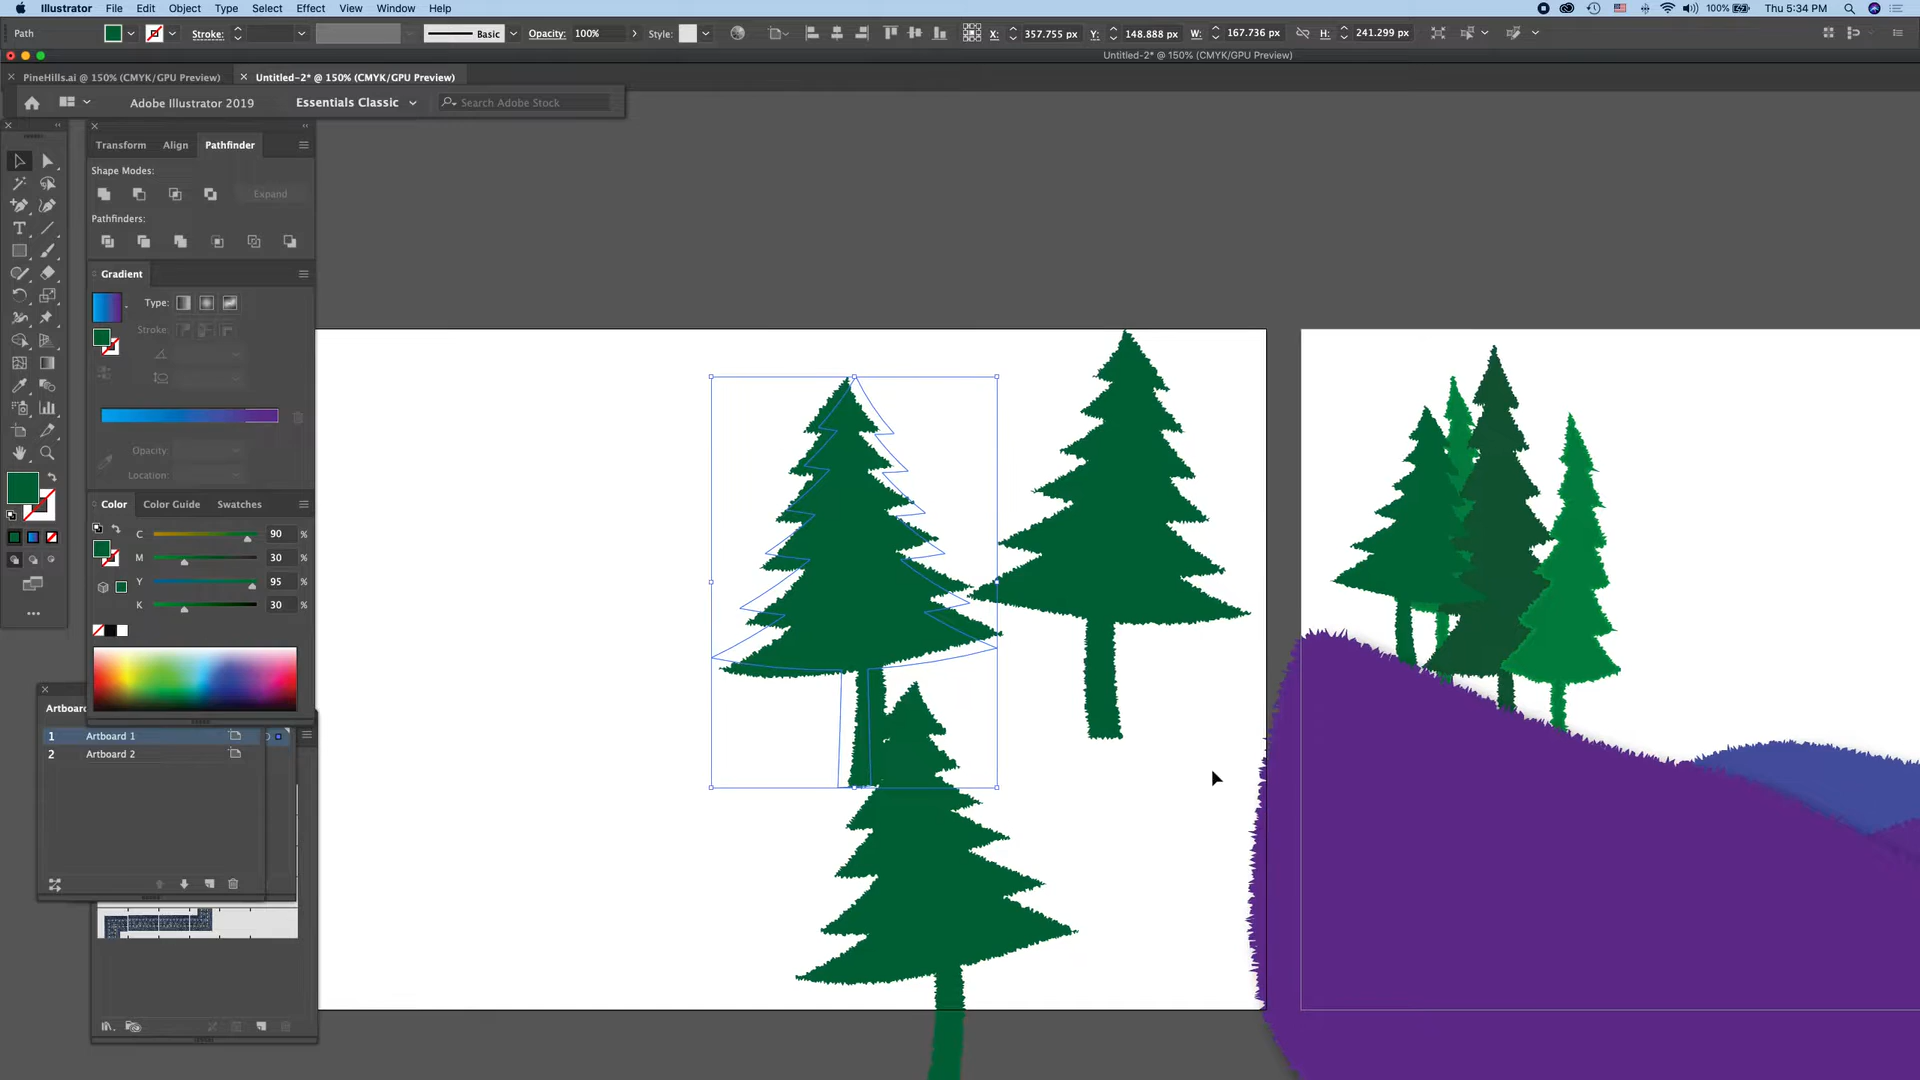 Illustrator File Edit Object Type Select Effect View Window Help 100% Thu 5:34 PM
Path Stroke: Basic Opacity: 100% Style: X: 357.755 px Y: 148.888 px W: 167.736 px H: 241.299 px
Untitled-2* @ 150% (CMYK/GPU Preview)
PineHills.ai @ 150% (CMYK/GPU Preview) Untitled-2* @ 150% (CMYK/GPU Preview)
Adobe Illustrator 2019 Essentials Classic Search Adobe Stock
Transform Align Pathfinder
Shape Modes:
Expand
Pathfinders:
Gradient
Type:
Stroke:
Opacity:
Location:
Color Color Guide Swatches
C 90 %
M 30 %
Y 95 %
K 30 %
Artboar
1 Artboard 1
2 Artboard 2